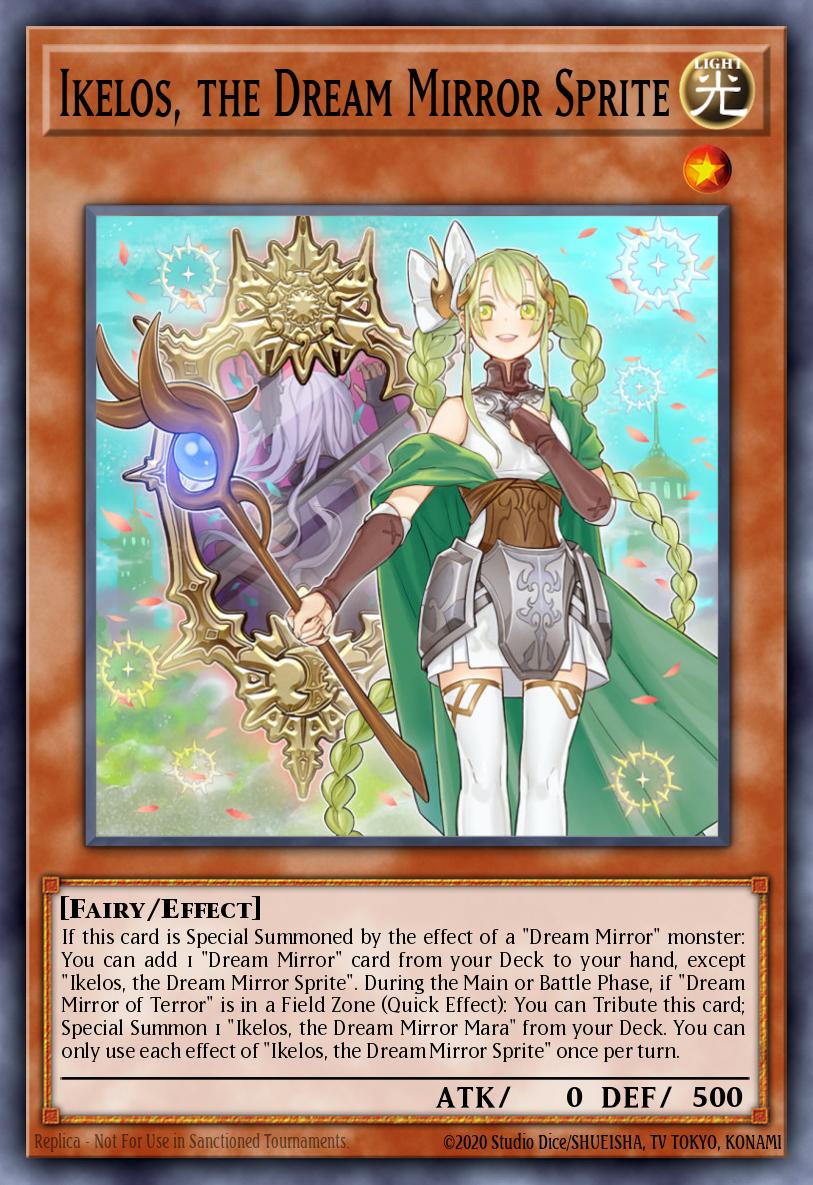 Ikelos, the Dream Mirror Sprite
LIGHT
光
[Fairy/Effect]
If this card is Special Summoned by the effect of a "Dream Mirror" monster:
You can add 1 "Dream Mirror" card from your Deck to your hand, except
"Ikelos, the Dream Mirror Sprite". During the Main or Battle Phase, if "Dream
Mirror of Terror" is in a Field Zone (Quick Effect): You can Tribute this card;
Special Summon 1 "Ikelos, the Dream Mirror Mara" from your Deck. You can
only use each effect of "Ikelos, the Dream Mirror Sprite" once per turn.
ATK/ 0 DEF/ 500
Replica - Not For Use in Sanctioned Tournaments.
©2020 Studio Dice/SHUEISHA, TV TOKYO, KONAMI